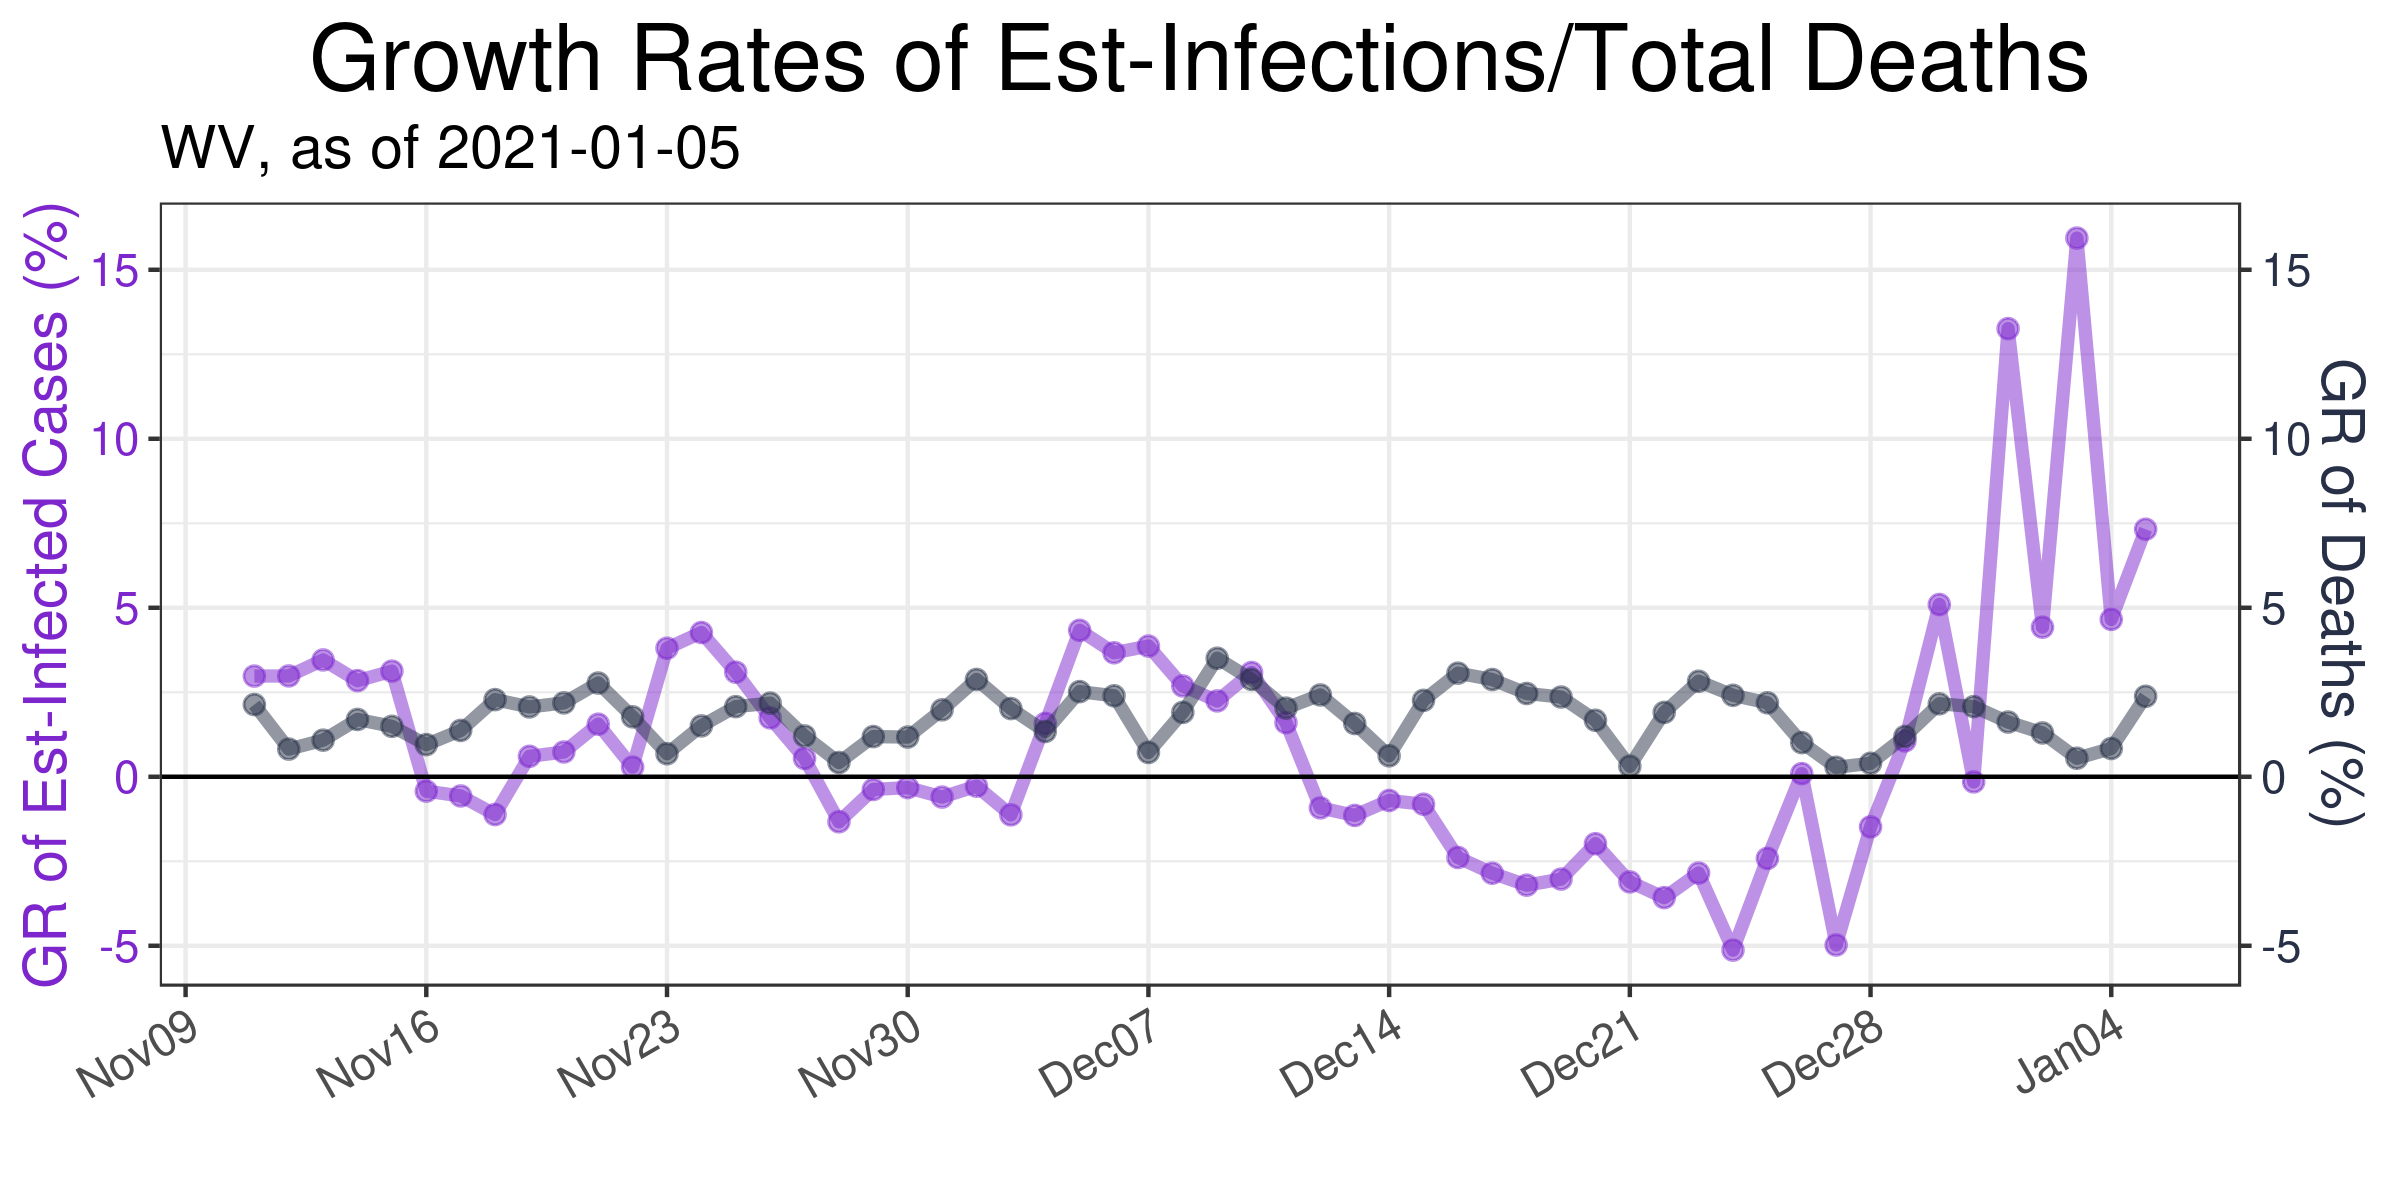 Growth Rates of Est-Infections/Total Deaths
WV, as of 2021-01-05
GR of Est-Infected Cases (%)
15
10
5
0
-5
15
10
5
0
-5
GR of Deaths (%)
Nov09
Nov16
Nov23
Nov30
Dec07
Dec14
Dec21
Dec28
Jan04